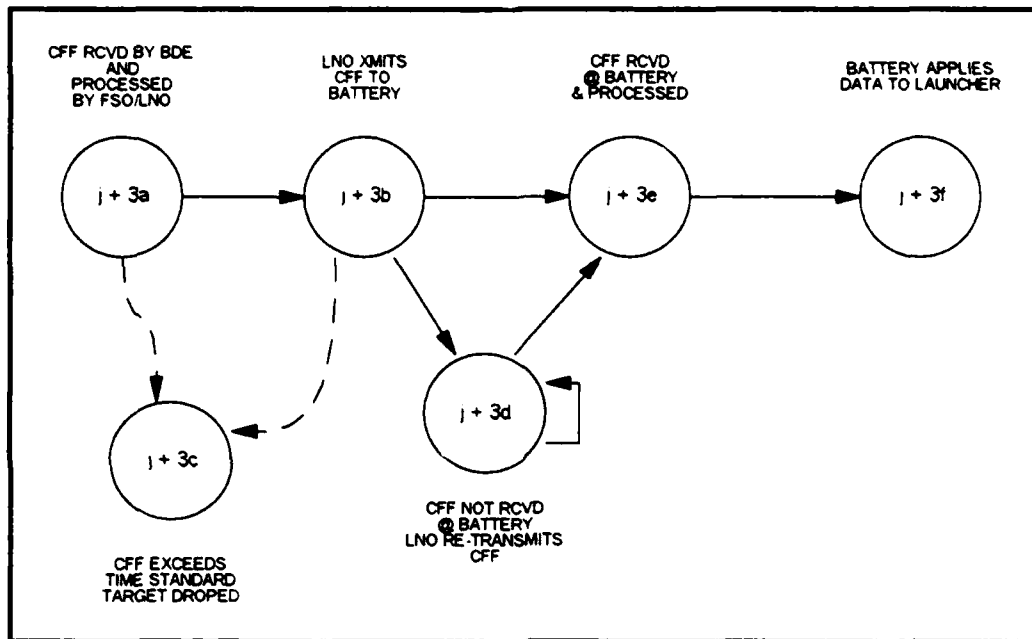 CFF RCVD BY BDE
AND
PROCESSED
BY FSO/LNO
LNO XMITS
CFF TO
BATTERY
CFF RCVD
@ BATTERY
& PROCESSED
BATTERY APPLIES
DATA TO LAUNCHER
j + 3a
j + 3b
j + 3e
j + 3f
j + 3d
j + 3c
CFF NOT RCVD
@ BATTERY
LNO RE-TRANSMITS
CFF
CFF EXCEEDS
TIME STANDARD
TARGET DROPED